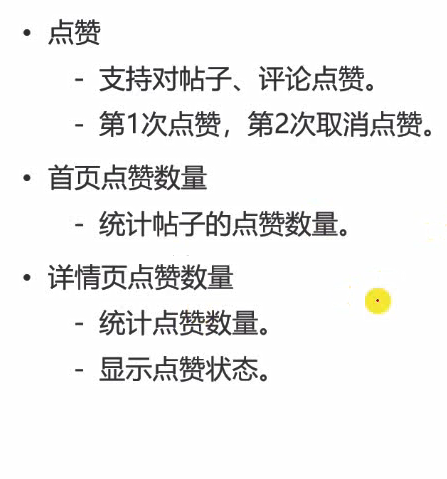 • 点赞
- 支持对帖子、评论点赞。
- 第1次点赞，第2次取消点赞。
• 首页点赞数量
- 统计帖子的点赞数量。
• 详情页点赞数量
- 统计点赞数量。
- 显示点赞状态。